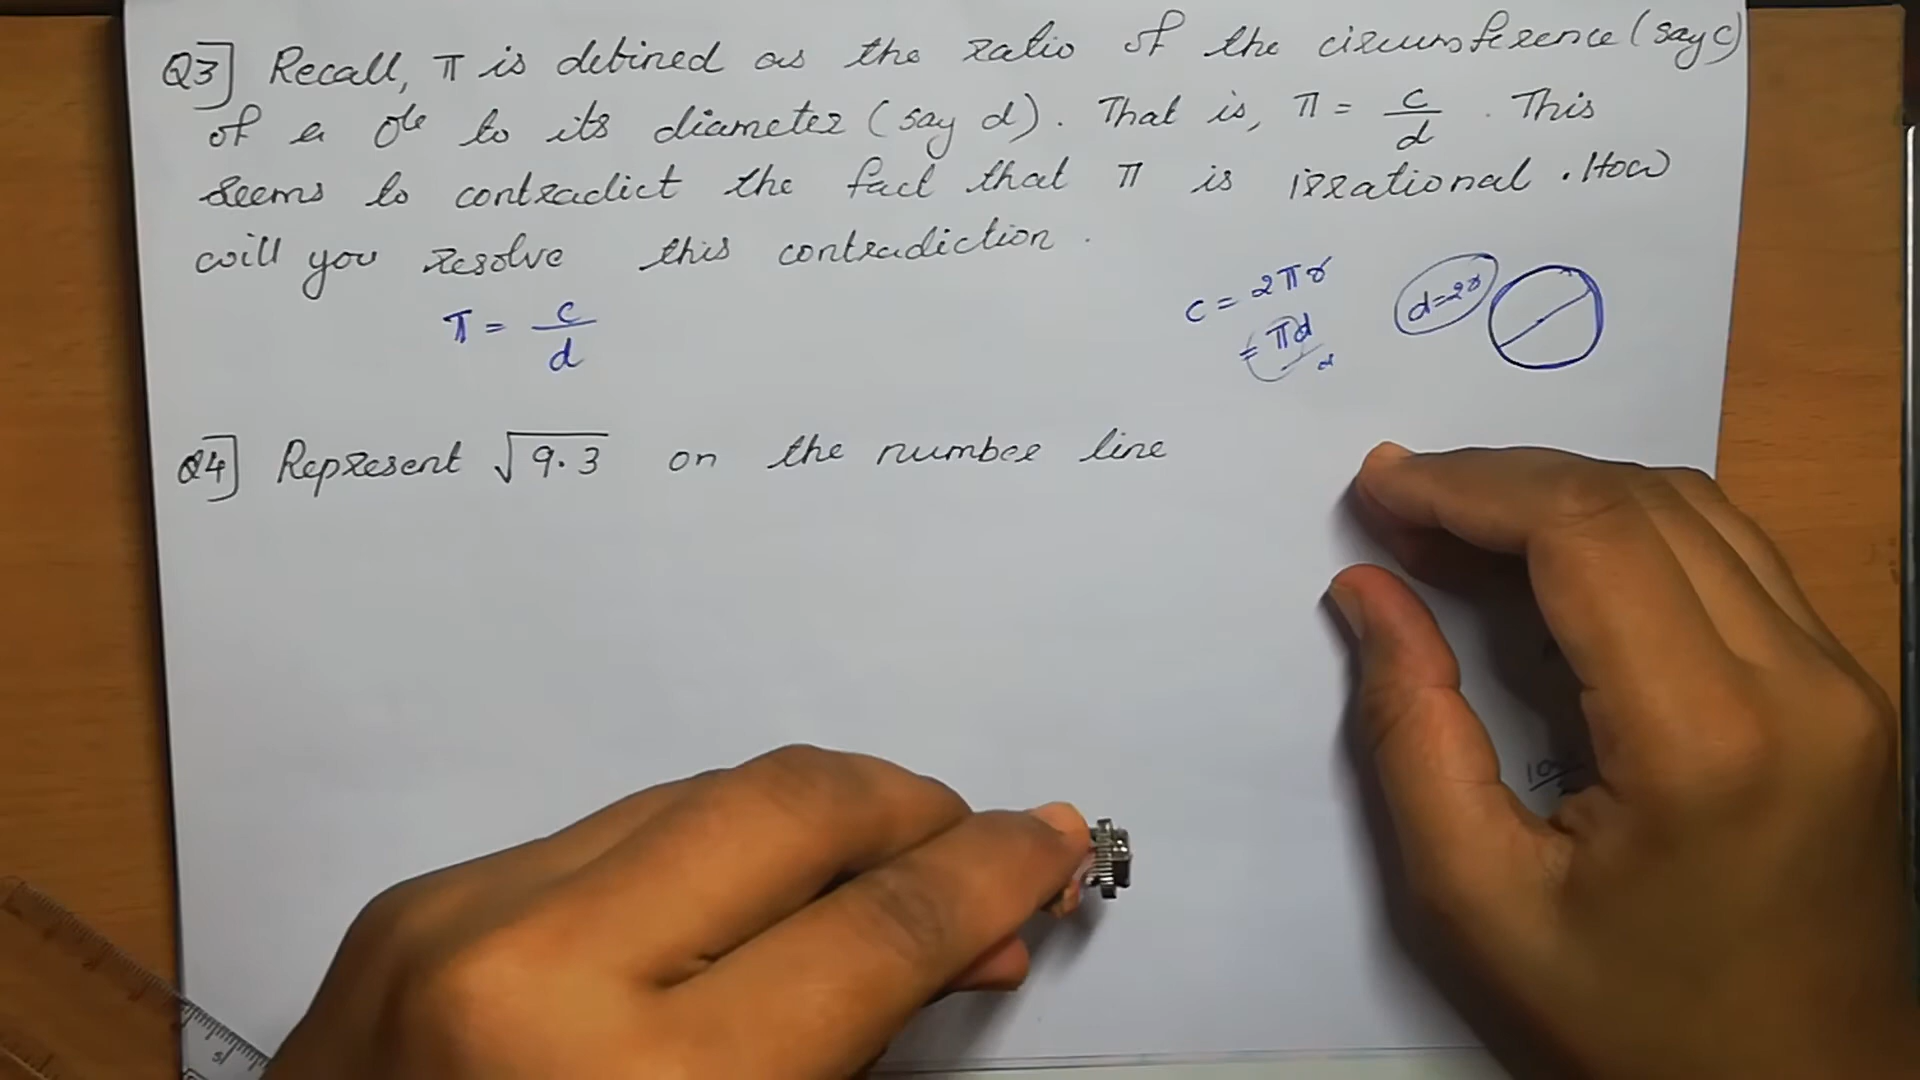 Q3] Recall, π is defined as the ratio of the circumference (say c)
of a ole to its diameter (say d). That is, π = c/d. This
seems to contradict the fact that π is irrational. How
will you resolve this contradiction.
π = c/d
c = 2πr
= πd
d=2r
Q4] Represent √9.3 on the number line
15